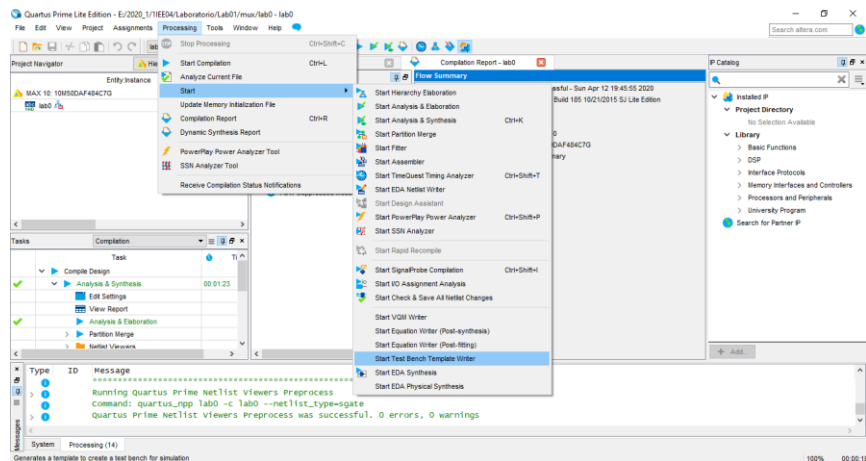 Quartus Prime Lite Edition - E:/2020_1/1IEE04/Laboratorio/Lab01/mux/lab0 - lab0
File Edit View Project Assignments Processing Tools Window Help
Search altera.com
Project Navigator
Entity:Instance
MAX 10: 10M50DAF484C7G
lab0
Stop Processing Ctrl+Shift+C
Start Compilation Ctrl+L
Analyze Current File
Start
Update Memory Initialization File
Compilation Report Ctrl+R
Dynamic Synthesis Report
PowerPlay Power Analyzer Tool
SSN Analyzer Tool
Receive Compilation Status Notifications
Compilation Report - lab0
Flow Summary
Start Hierarchy Elaboration
Start Analysis & Elaboration
Start Analysis & Synthesis Ctrl+K
Start Partition Merge
Start Fitter
Start Assembler
Start TimeQuest Timing Analyzer Ctrl+Shift+T
Start EDA Netlist Writer
Start Design Assistant
Start PowerPlay Power Analyzer Ctrl+Shift+P
Start SSN Analyzer
Start Rapid Recompile
Start SignalProbe Compilation Ctrl+Shift+I
Start I/O Assignment Analysis
Start Check & Save All Netlist Changes
Start VQM Writer
Start Equation Writer (Post-synthesis)
Start Equation Writer (Post-fitting)
Start Test Bench Template Writer
Start EDA Synthesis
Start EDA Physical Synthesis
ssful - Sun Apr 12 19:45:55 2020
Build 185 10/21/2015 SJ Lite Edition
0
DAF484C7G
nary
IP Catalog
Installed IP
Project Directory
No Selection Available
Library
Basic Functions
DSP
Interface Protocols
Memory Interfaces and Controllers
Processors and Peripherals
University Program
Search for Partner IP
+ Add...
Tasks Compilation
Task
Compile Design
Analysis & Synthesis 00:01:23
Edit Settings
View Report
Analysis & Elaboration
Partition Merge
Netlist Viewers
Type ID Message
Running Quartus Prime Netlist Viewers Preprocess
Command: quartus_npp lab0 -c lab0 --netlist_type=sgate
Quartus Prime Netlist Viewers Preprocess was successful. 0 errors, 0 warnings
Messages
System Processing (14)
Generates a template to create a test bench for simulation
100%